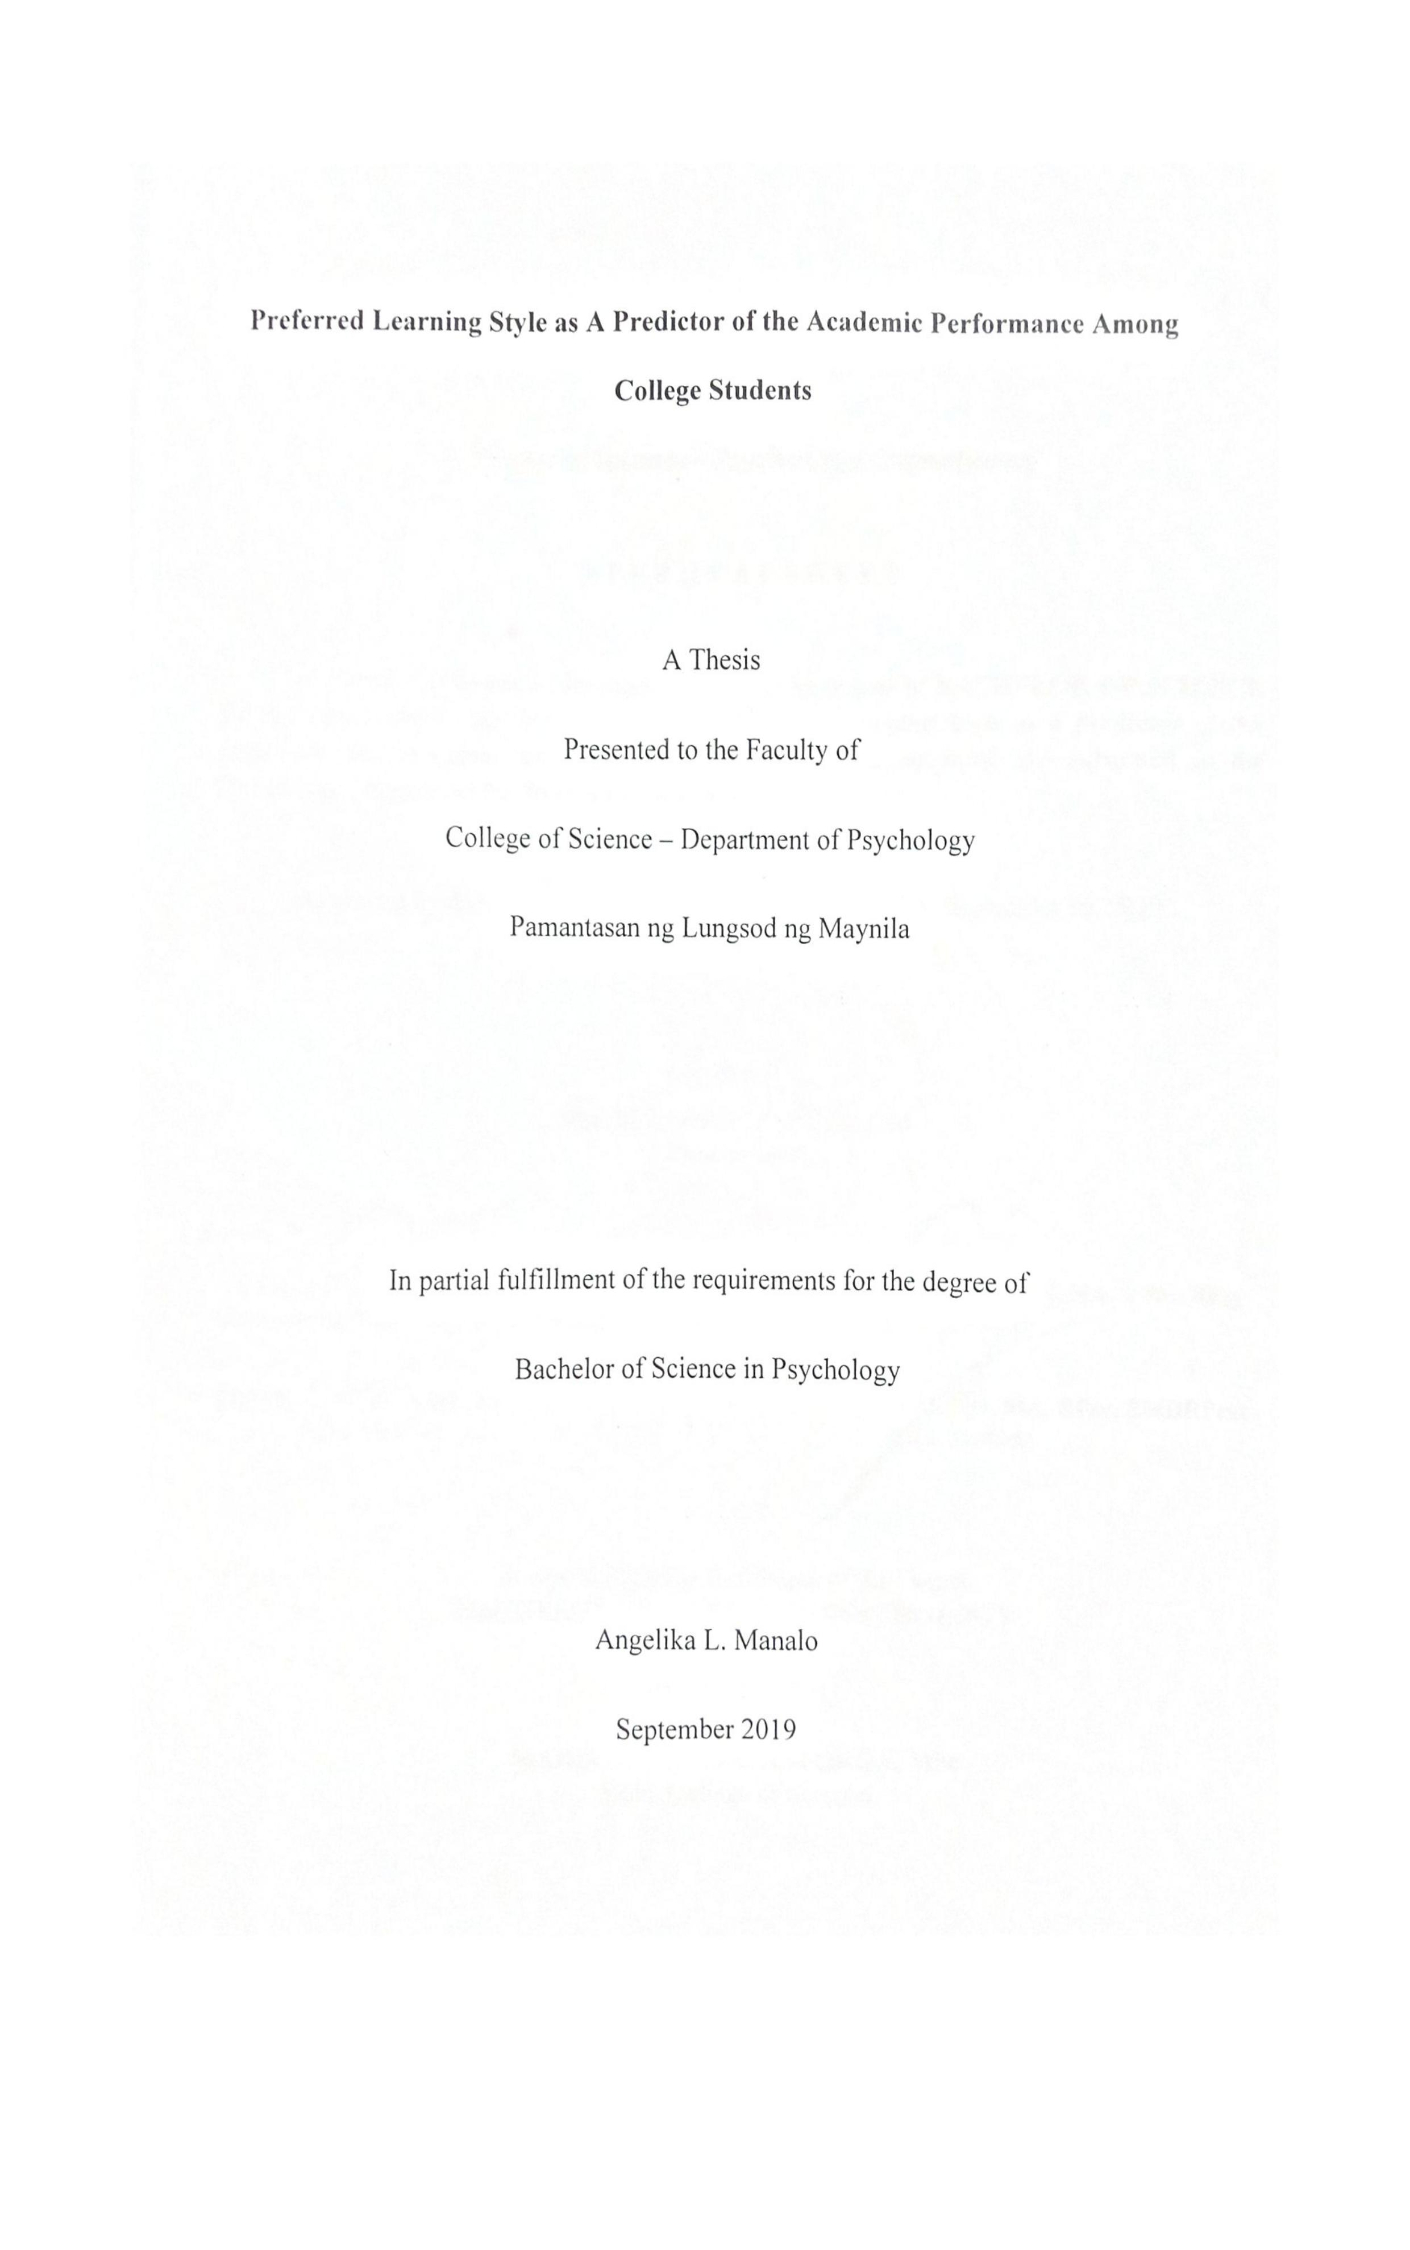 Preferred Learning Style as A Predictor of the Academic Performance Among
College Students
A Thesis
Presented to the Faculty of
College of Science – Department of Psychology
Pamantasan ng Lungsod ng Maynila
In partial fulfillment of the requirements for the degree of
Bachelor of Science in Psychology
Angelika L. Manalo
September 2019